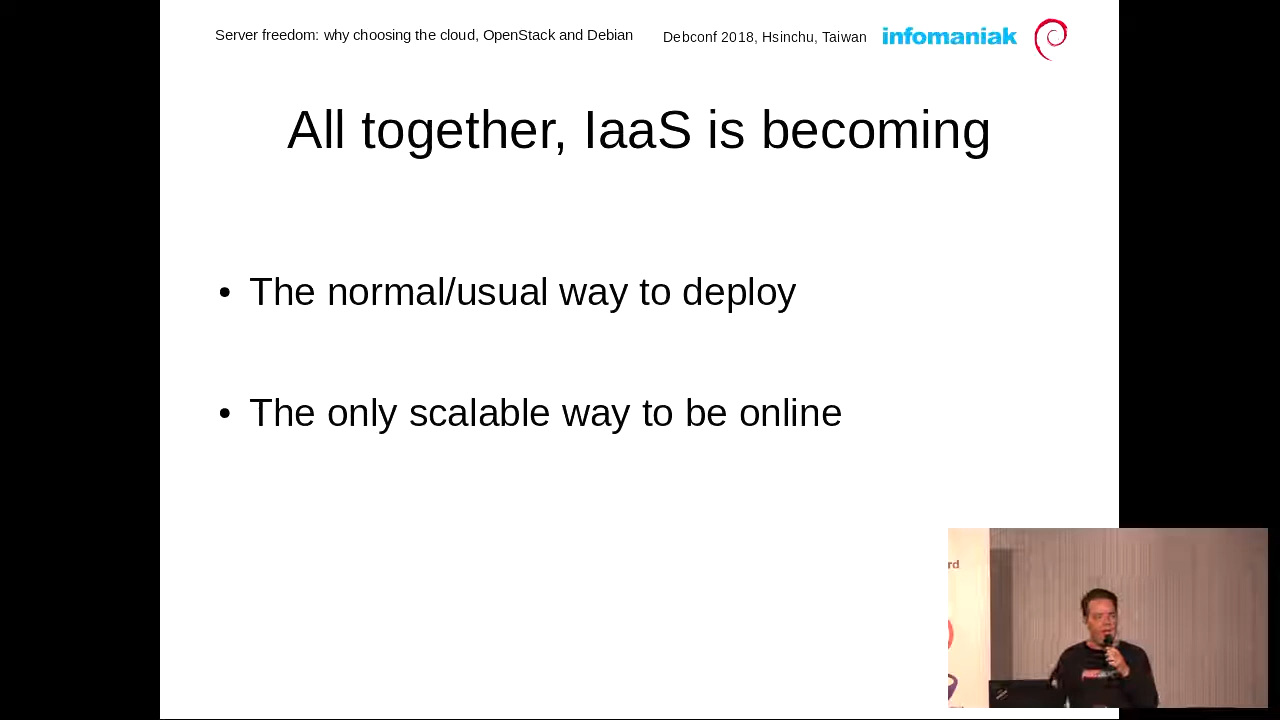 Server freedom: why choosing the cloud, OpenStack and Debian
Debconf 2018, Hsinchu, Taiwan
infomaniak
All together, IaaS is becoming
• The normal/usual way to deploy
• The only scalable way to be online
rd